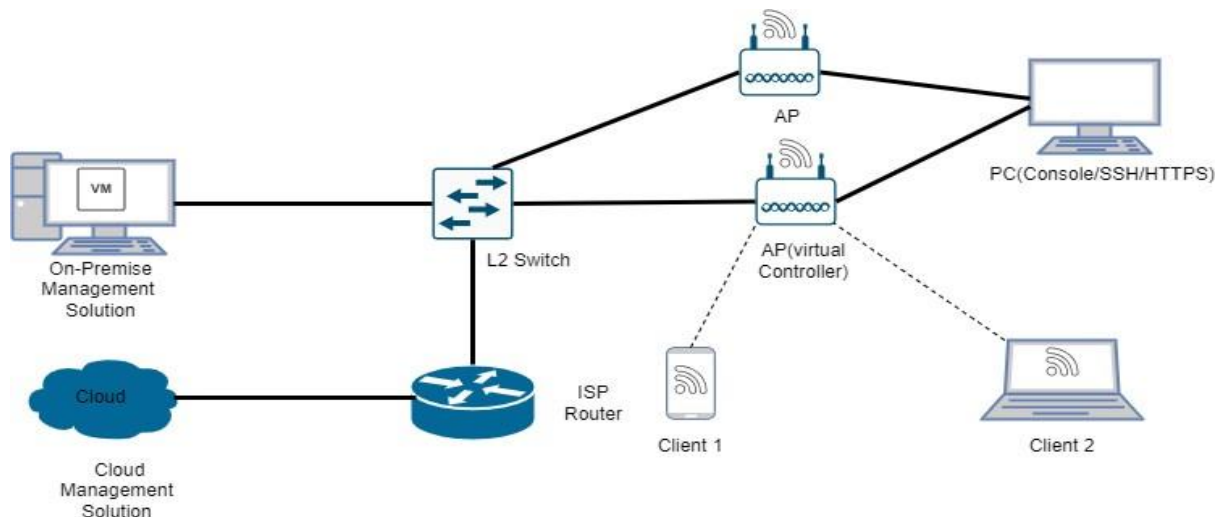 AP
VM
PC(Console/SSH/HTTPS)
L2 Switch
AP(virtual
Controller)
On-Premise
Management
Solution
Cloud
ISP
Router
Client 1
Client 2
Cloud
Management
Solution